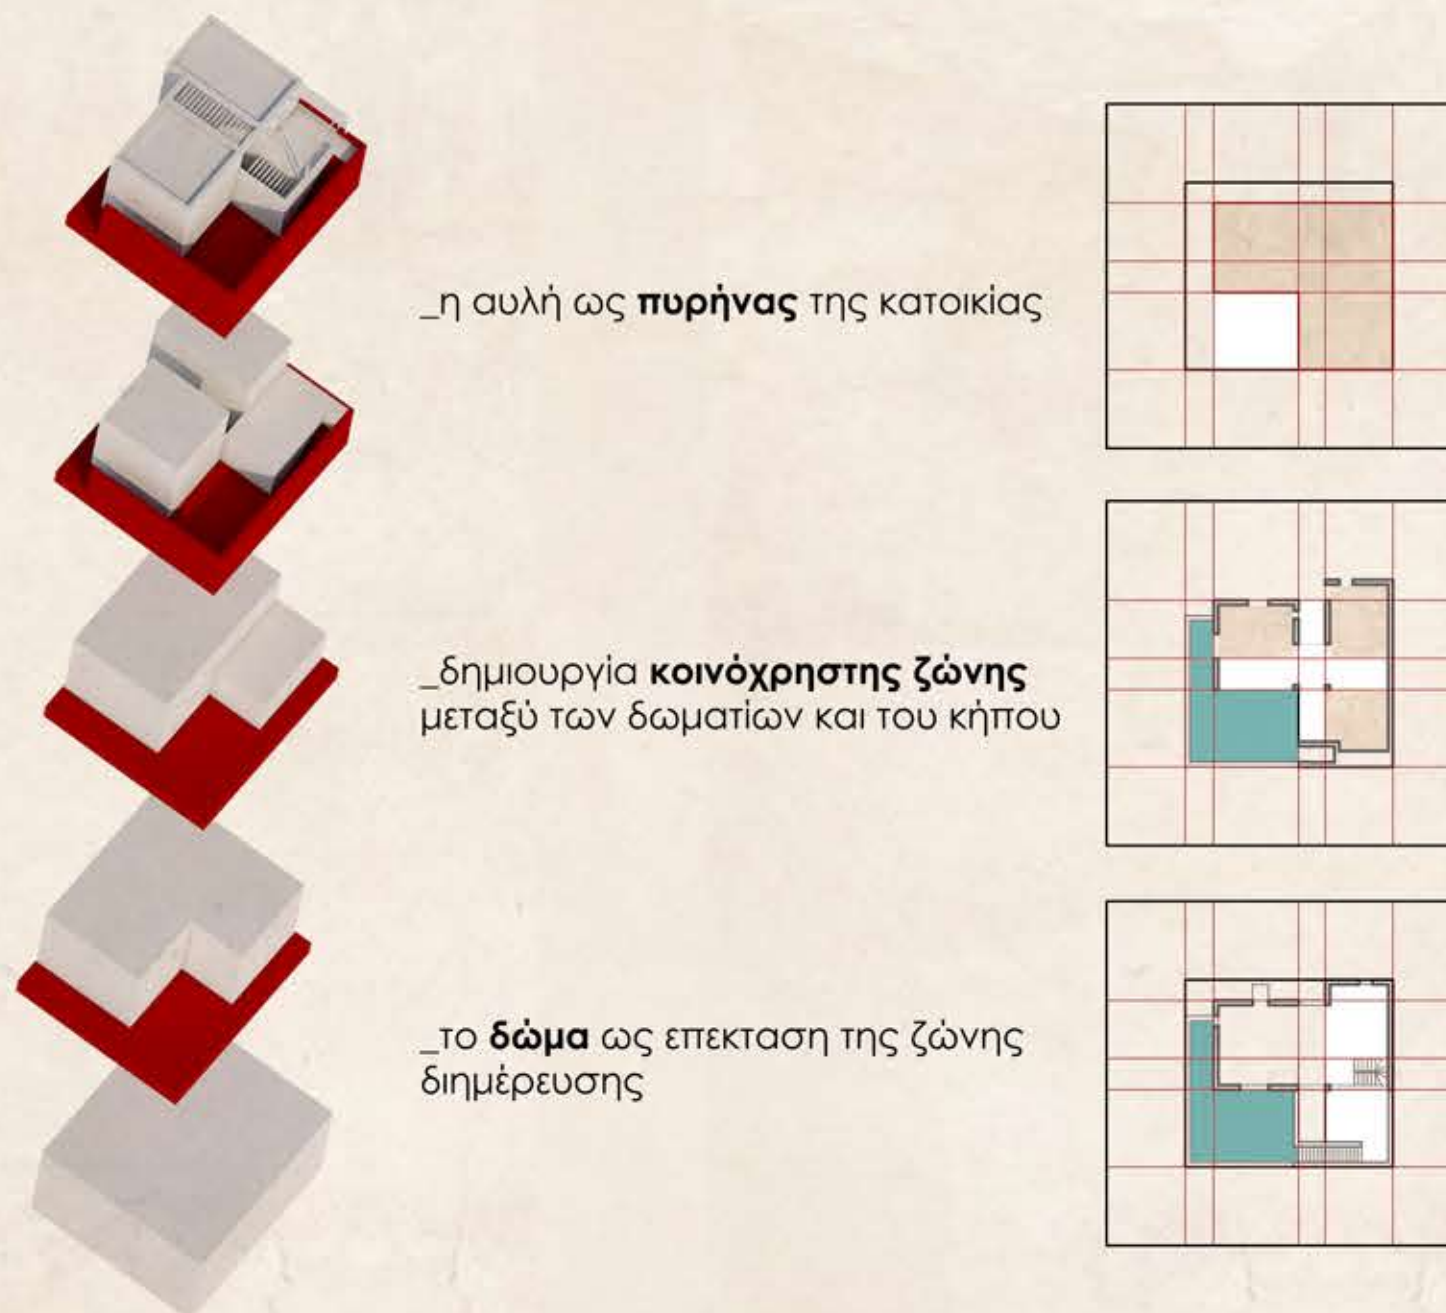 _η αυλή ως πυρήνας της κατοικίας
_δημιουργία κοινόχρηστης ζώνης
μεταξύ των δωματίων και του κήπου
_το δώμα ως επεκταση της ζώνης
διημέρευσης